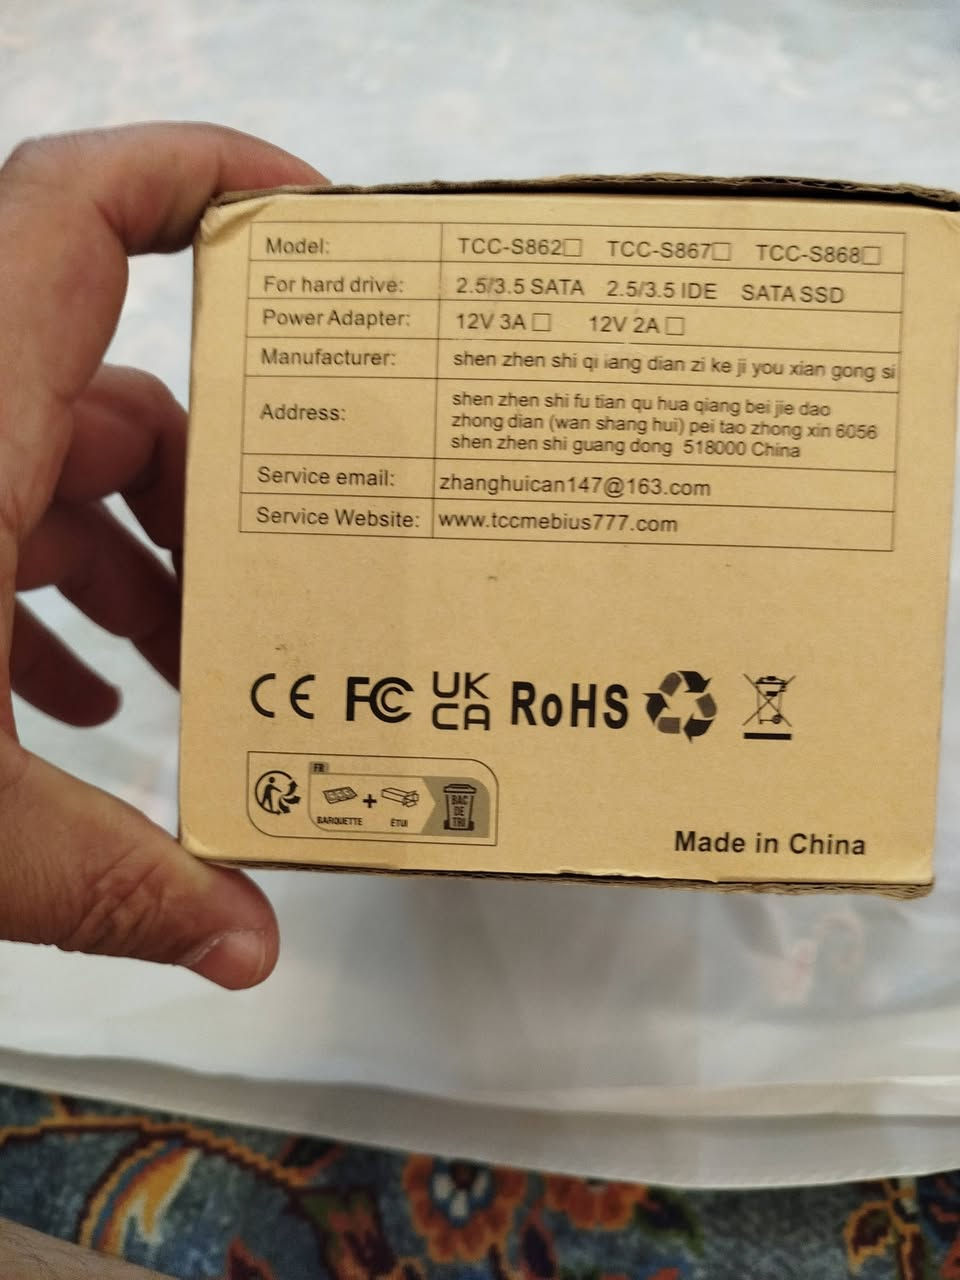 Model: TCC-S862☐ TCC-S867☐ TCC-S868☐
For hard drive: 2.5/3.5 SATA 2.5/3.5 IDE SATA SSD
Power Adapter: 12V 3A ☐ 12V 2A ☐
Manufacturer: shen zhen shi qi iang dian zi ke ji you xian gong si
Address: shen zhen shi fu tian qu hua qiang bei jie dao
zhong dian (wan shang hui) pei tao zhong xin 6056
shen zhen shi guang dong 518000 China
Service email: zhanghuican147@163.com
Service Website: www.tccmebius777.com
CE FC UK CA RoHS
FR
BARQUETTE + ÉTUI
BAC
DE
TRI
Made in China